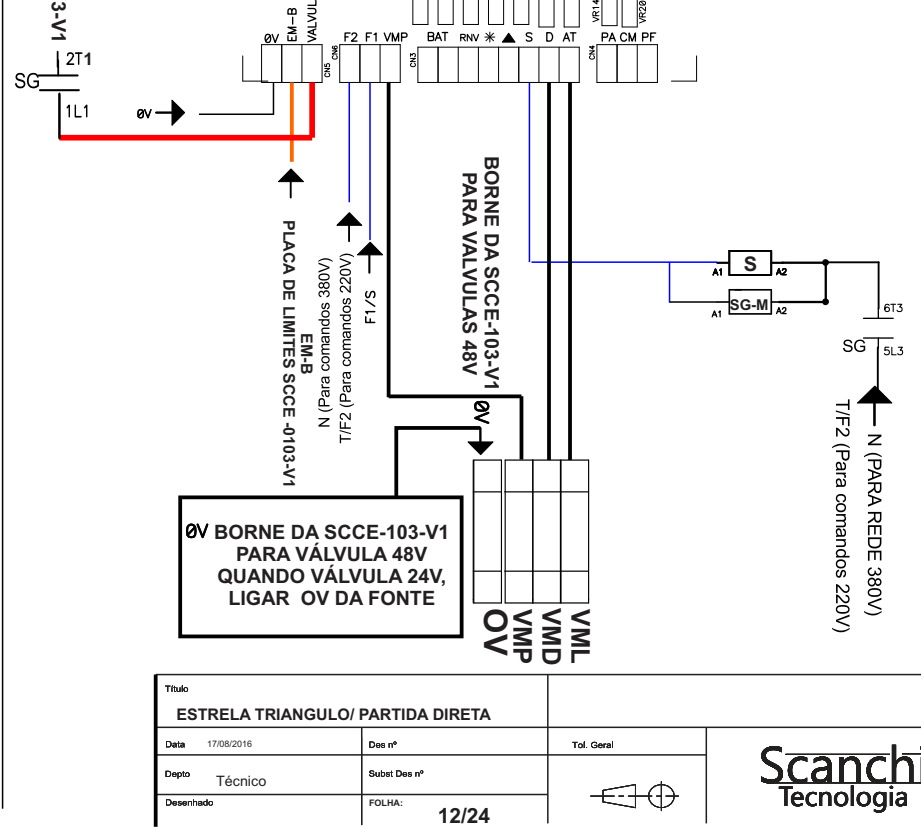 3-V1
2T1
SG
1L1
0V
0V
EM-B
VALVUL
CN5
F2 F1 VMP
CN6
BAT RNV ✳ ▲ S D AT
CN3
VR14
VR20
PA CM PF
CN4
PLACA DE LIMITES SCCE -0103-V1
EM-B
N (Para comandos 380V)
T/F2 (Para comandos 220V)
F1/S
BORNE DA SCCE-103-V1
PARA VALVULAS 48V
0V
A1 S A2
A1 SG-M A2
6T3
SG
5L3
N (PARA REDE 380V)
T/F2 (Para comandos 220V)
0V BORNE DA SCCE-103-V1
PARA VÁLVULA 48V
QUANDO VÁLVULA 24V,
LIGAR OV DA FONTE
OV
VMP
VMD
VML
Título
ESTRELA TRIANGULO/ PARTIDA DIRETA
Data 17/08/2016
Des nº
Tol. Geral
Depto Técnico
Subst Des nº
Desenhado
FOLHA:
12/24
Scanchi
Tecnologia